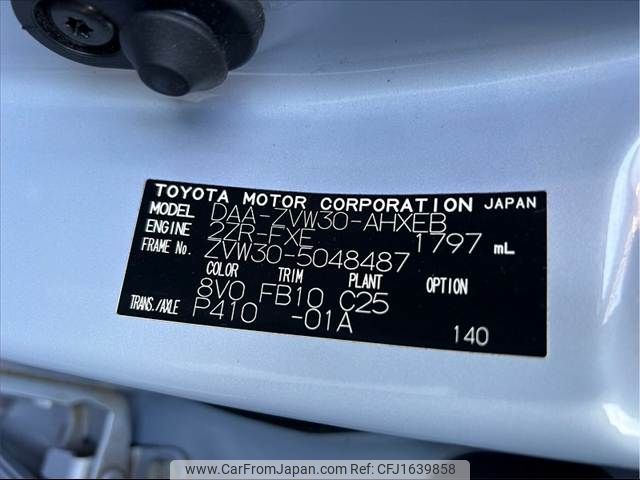 TOYOTA MOTOR CORPORATION JAPAN
MODEL DAA-ZVW30-AHXEB
ENGINE 2ZR-FXE 1797 mL
FRAME No. ZVW30-5048487
COLOR TRIM PLANT OPTION
8V0 FB10 C25
TRANS./AXLE P410 -01A
140
www.CarFromJapan.com CFJ1639858